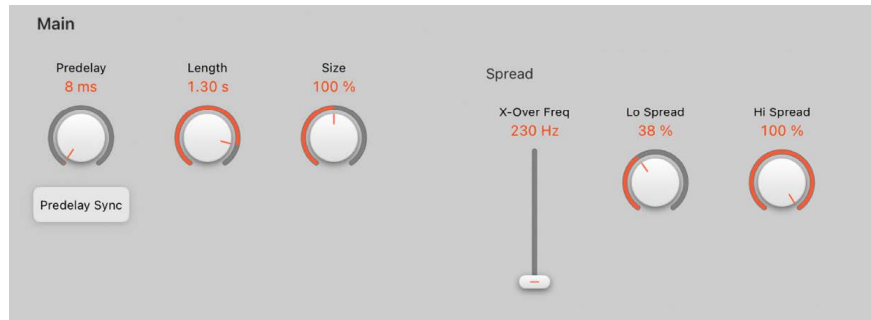 Main
Predelay
8 ms
Length
1.30 s
Size
100 %
Predelay Sync
Spread
X-Over Freq
230 Hz
Lo Spread
38 %
Hi Spread
100 %